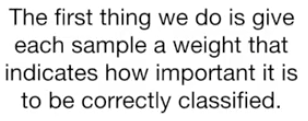 The first thing we do is give
each sample a weight that
indicates how important it is
to be correctly classified.